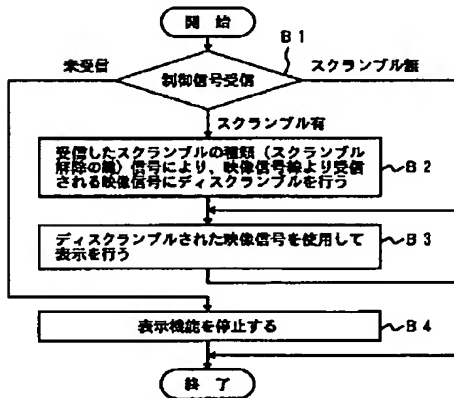 開始
B1
未受信
制御信号受信
スクランブル無
スクランブル有
受信したスクランブルの種類（スクランブル
解除の鍵）信号により、映像信号線より受信
される映像信号にディスクランブルを行う
B2
ディスクランブルされた映像信号を使用して
表示を行う
B3
表示機能を停止する
B4
終了